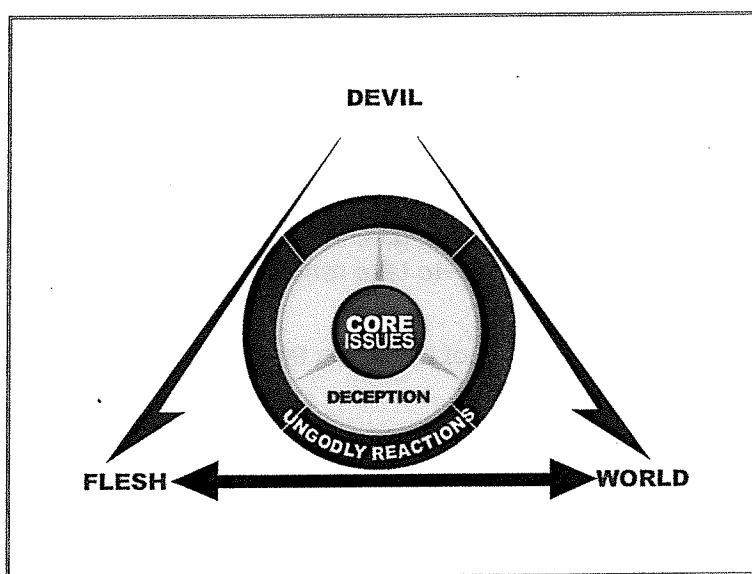 DEVIL
CORE
ISSUES
DECEPTION
UNGODLY REACTIONS
FLESH
WORLD